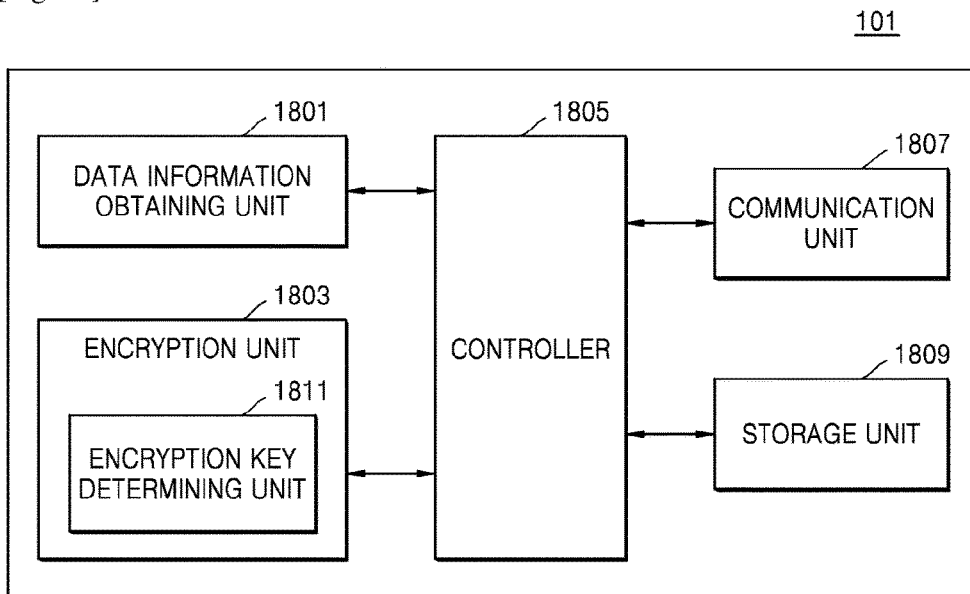 101
1801
DATA INFORMATION
OBTAINING UNIT
1803
ENCRYPTION UNIT
1811
ENCRYPTION KEY
DETERMINING UNIT
1805
CONTROLLER
1807
COMMUNICATION
UNIT
1809
STORAGE UNIT